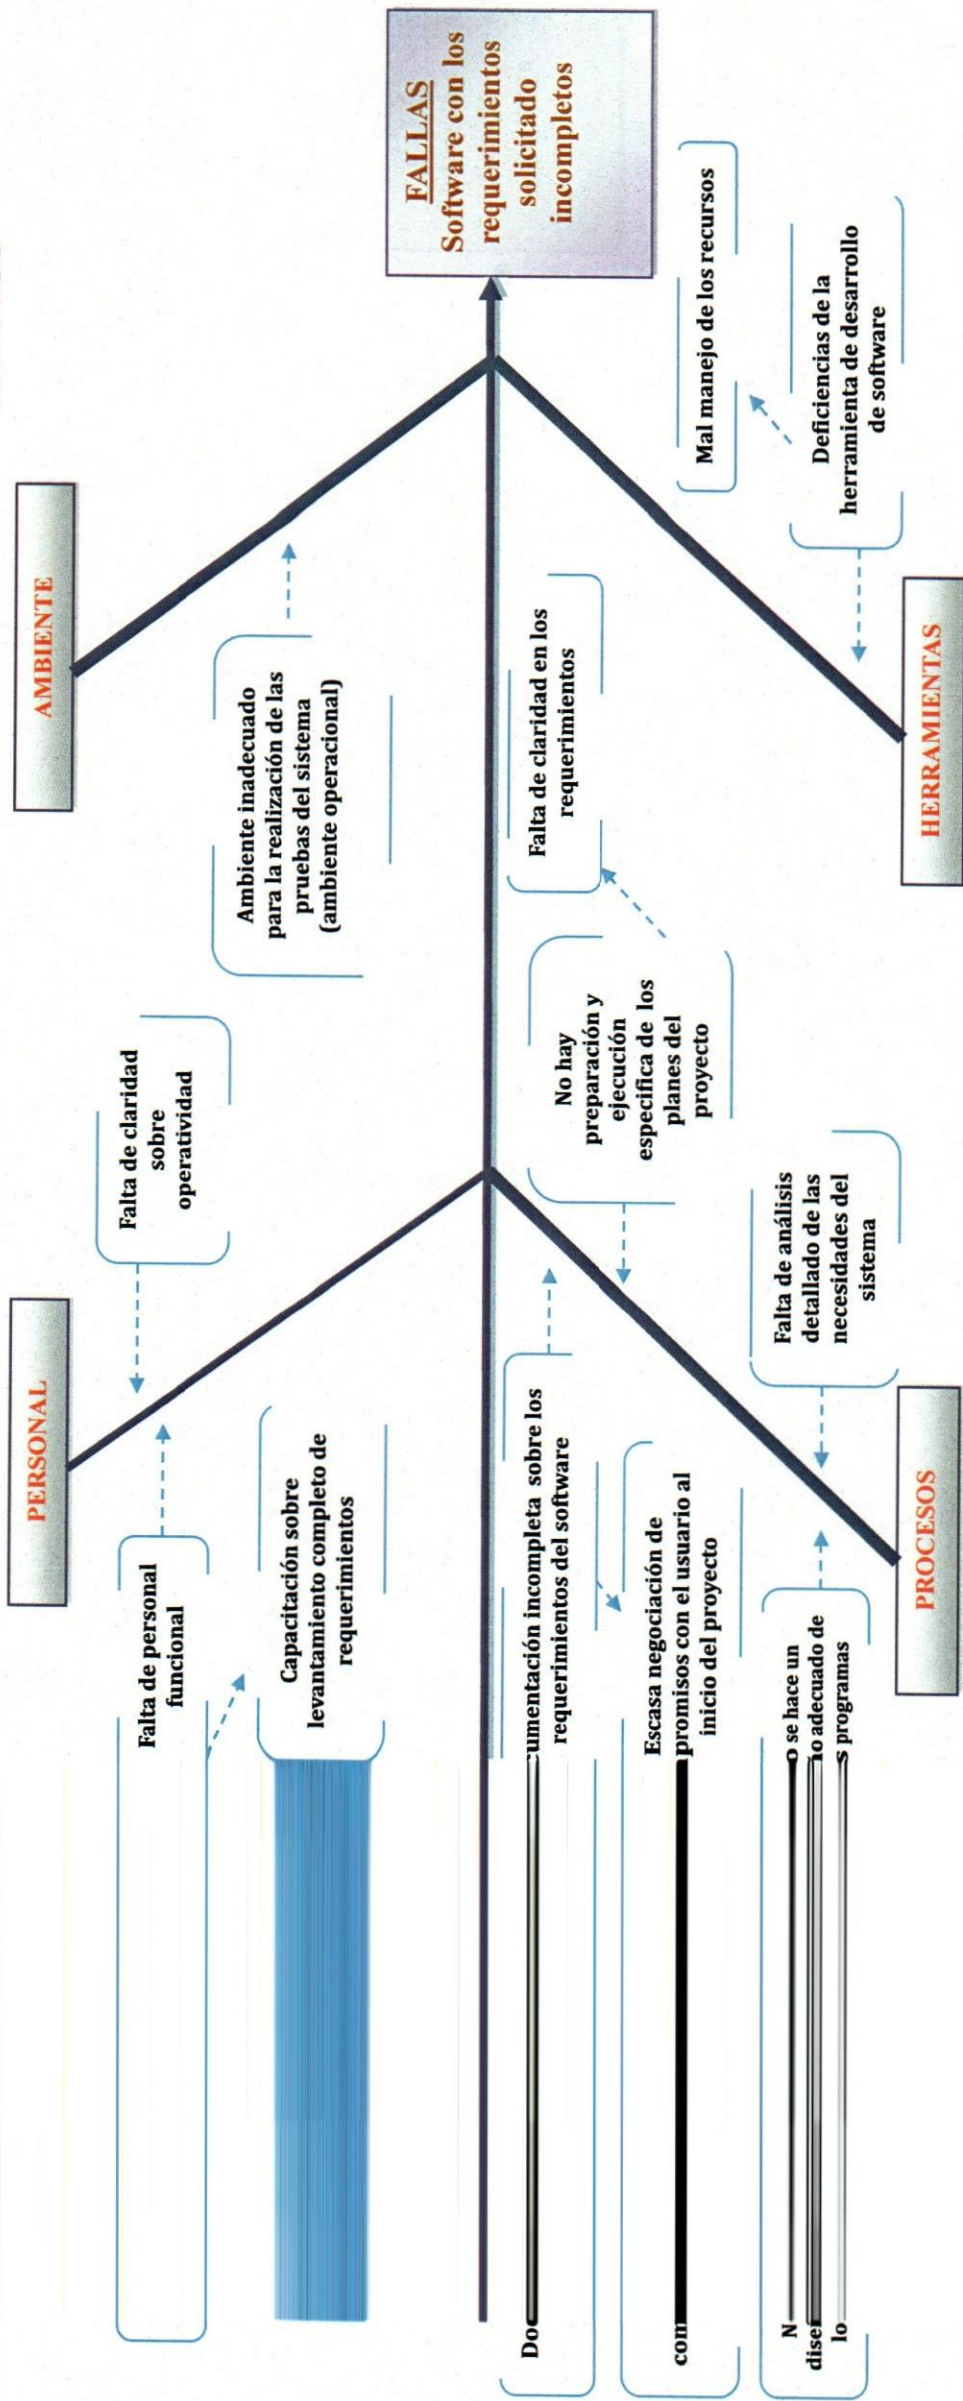 PERSONAL
AMBIENTE
Falta de personal
funcional
Falta de claridad
sobre
operatividad
Capacitación sobre
levantamiento completo de
requerimientos
Ambiente inadecuado
para la realización de las
pruebas del sistema
(ambiente operacional)
FALLAS
Software con los
requerimientos
solicitado
incompletos
Documentación incompleta sobre los
requerimientos del software
Escasa negociación de
compromisos con el usuario al
inicio del proyecto
No se hace un
diseño adecuado de
los programas
No hay
preparación y
ejecución
especifica de los
planes del
proyecto
Falta de análisis
detallado de las
necesidades del
sistema
Falta de claridad en los
requerimientos
Mal manejo de los recursos
Deficiencias de la
herramienta de desarrollo
de software
PROCESOS
HERRAMIENTAS